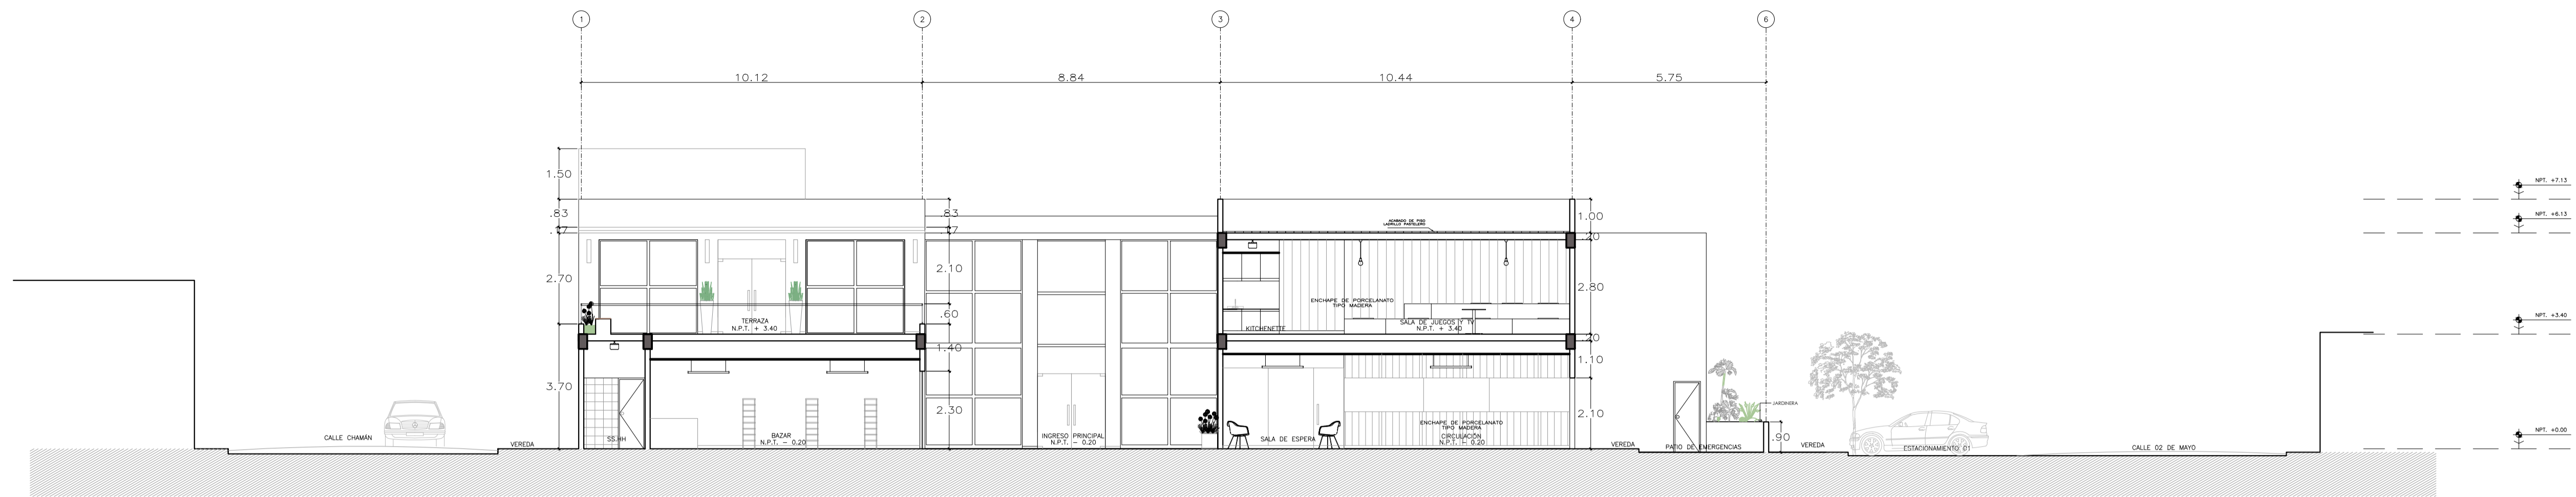 1
2
3
4
6
10.12
8.84
10.44
5.75
1.50
.83
.17
2.70
3.70
.83
.17
2.10
.60
1.40
2.30
1.00
.20
2.80
.20
1.10
2.10
.90
ACABADO DE PISO
LADRILLO PASTELERO
NPT. +7.13
NPT. +6.13
NPT. +3.40
NPT. +0.00
ENCHAPE DE PORCELANATO
TIPO MADERA
TERRAZA
N.P.T. + 3.40
KITCHENETTE
SALA DE JUEGOS Y TV
N.P.T. + 3.40
JARDINERA
CALLE CHAMÁN
VEREDA
SS.HH
BAZAR
N.P.T. - 0.20
INGRESO PRINCIPAL
N.P.T. - 0.20
SALA DE ESPERA
ENCHAPE DE PORCELANATO
TIPO MADERA
CIRCULACIÓN
N.P.T. - 0.20
VEREDA
PATIO DE EMERGENCIAS
VEREDA
ESTACIONAMIENTO 01
CALLE 02 DE MAYO